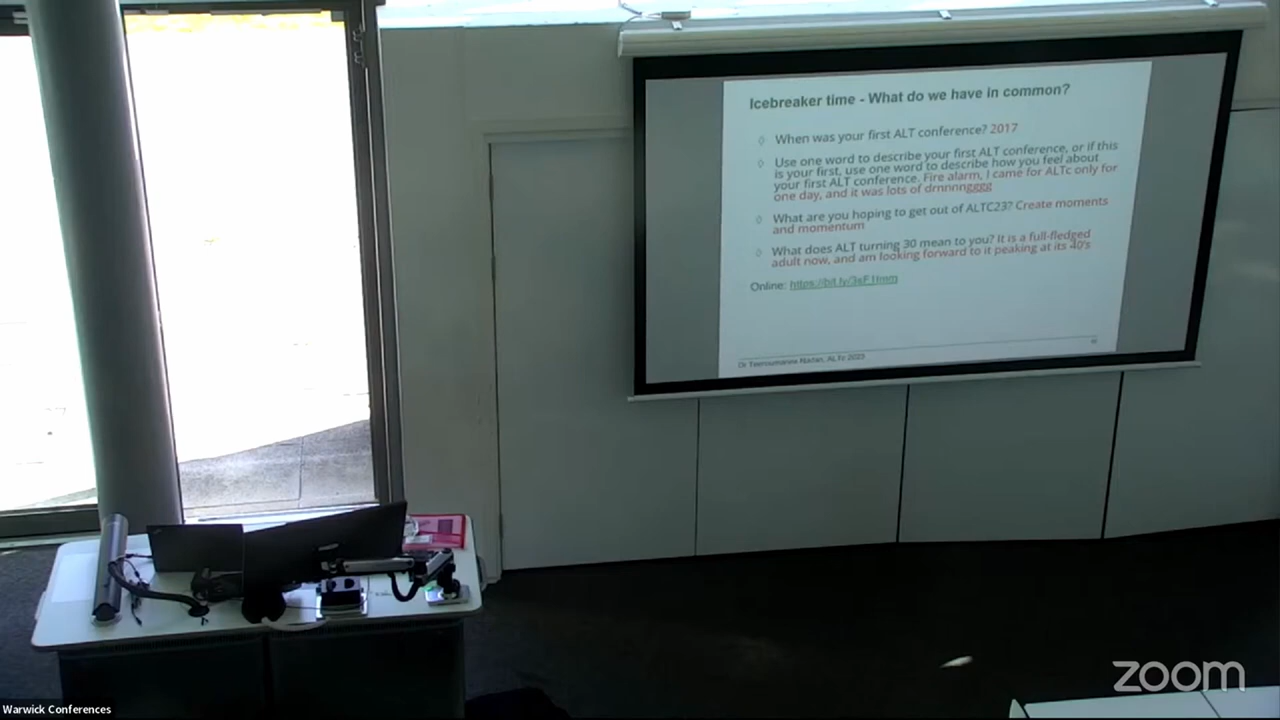 Icebreaker time - What do we have in common?
◊ When was your first ALT conference? 2017
◊ Use one word to describe your first ALT conference, or if this
is your first, use one word to describe how you feel about
your first ALT conference. Fire alarm, I came for ALTc only for
one day, and it was lots of drnnnngggg
◊ What are you hoping to get out of ALTC23? Create moments
and momentum
◊ What does ALT turning 30 mean to you? It is a full-fledged
adult now, and am looking forward to it peaking at its 40's
Online:
Dr
ALTc 2023
zoom
Warwick Conferences